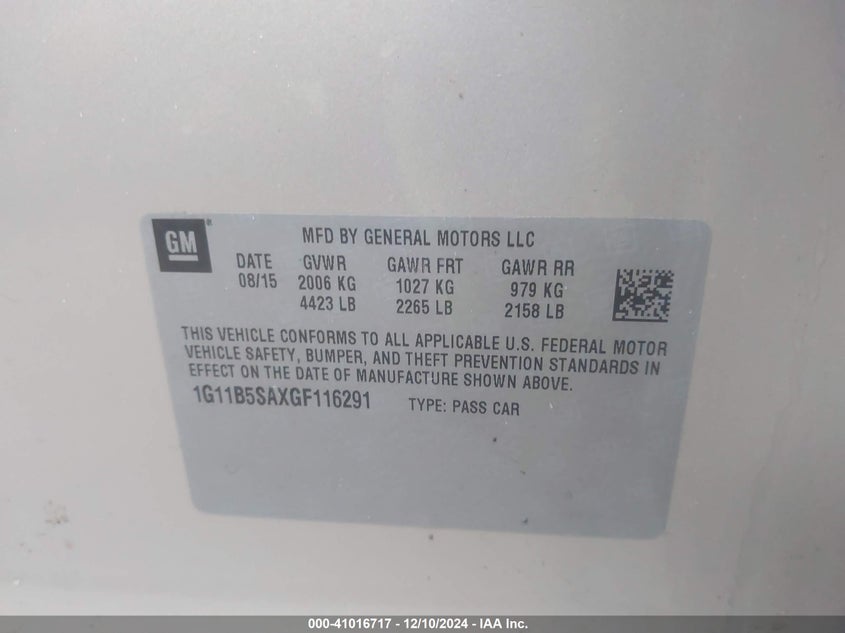 GM
MFD BY GENERAL MOTORS LLC
DATE GVWR GAWR FRT GAWR RR
08/15 2006 KG 1027 KG 979 KG
4423 LB 2265 LB 2158 LB
THIS VEHICLE CONFORMS TO ALL APPLICABLE U.S. FEDERAL MOTOR
VEHICLE SAFETY, BUMPER, AND THEFT PREVENTION STANDARDS IN
EFFECT ON THE DATE OF MANUFACTURE SHOWN ABOVE.
1G11B5SAXGF116291 TYPE: PASS CAR
000-41016717 - 12/10/2024 - IAA Inc.